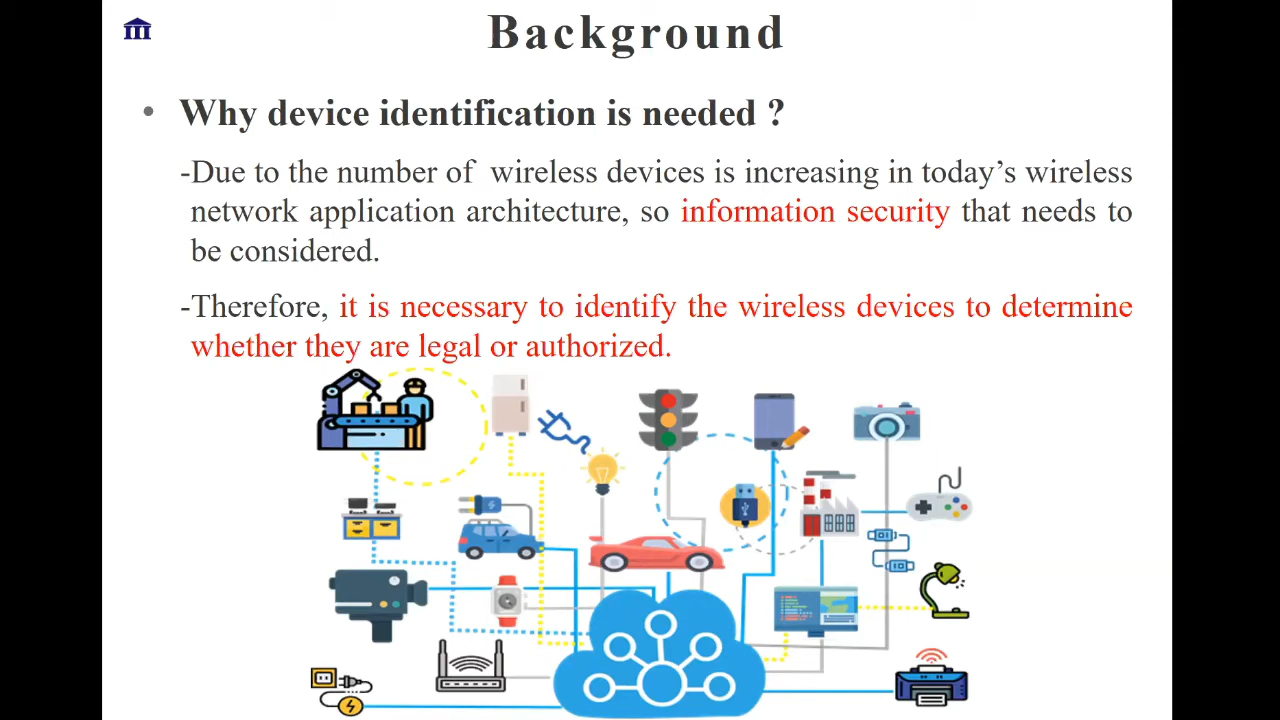 Background
• Why device identification is needed ?
-Due to the number of wireless devices is increasing in today’s wireless
network application architecture, so information security that needs to
be considered.
-Therefore, it is necessary to identify the wireless devices to determine
whether they are legal or authorized.